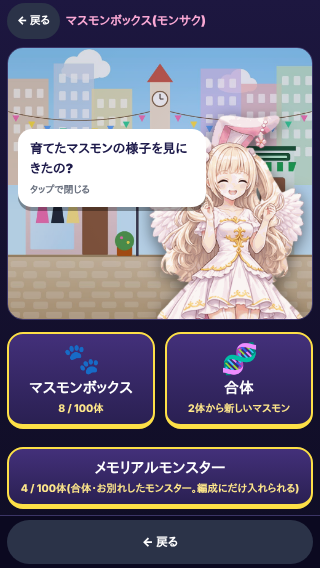 ← 戻る
マスモンボックス(モンサク)
育てたマスモンの様子を見に
きたの?
タップで閉じる
マスモンボックス
8 / 100体
合体
2体から新しいマスモン
メモリアルモンスター
4 / 100体(合体・お別れしたモンスター。編成にだけ入れられる)
← 戻る